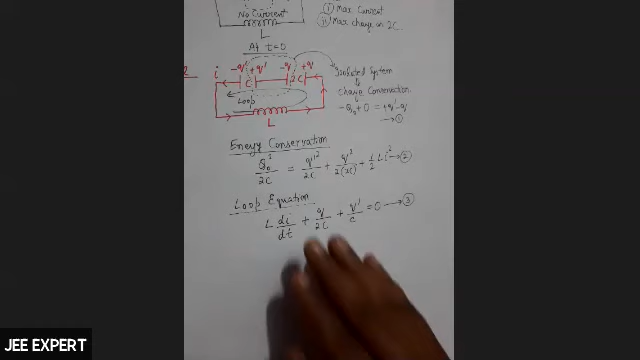 No Current
(i) Max Current
(ii) Max charge on 2C.
L
At t=0
2 i -q' +q' -q +q
C 2C
Loop
L
Isolated System
Charge Conservation
-Q₀ + 0 = +q' - q
→ ①
Energy Conservation
Q₀²/2C = q'²/2C + q²/2(2C) + 1/2 Li² → ②
Loop Equation
L di/dt + q/2C + q'/C = 0 → ③
JEE EXPERT